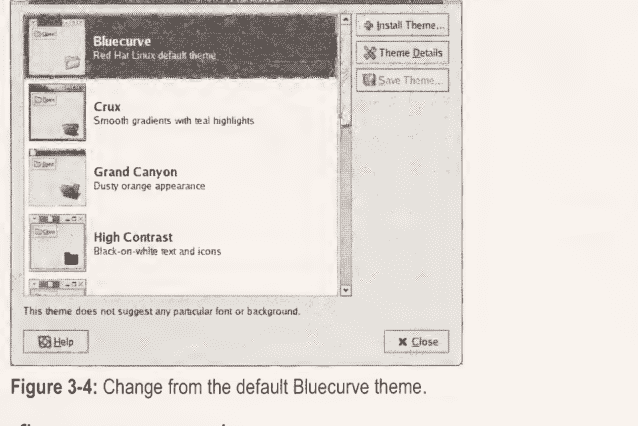 Bluecurve
Red Hat Linux default theme
Crux
Smooth gradients with teal highlights
Grand Canyon
Dusty orange appearance
High Contrast
Black-on-white text and icons
Install Theme...
Theme Details
Save Theme...
This theme does not suggest any particular font or background.
Help
Close
Figure 3-4: Change from the default Bluecurve theme.